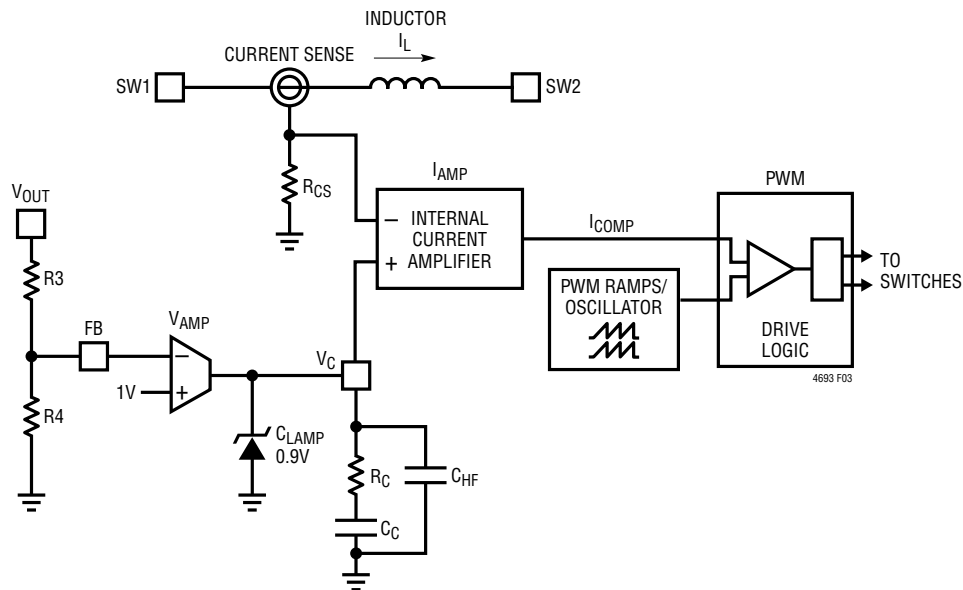 INDUCTOR
I_L
CURRENT SENSE
SW1
SW2
R_CS
I_AMP
INTERNAL
CURRENT
AMPLIFIER
−
+
I_COMP
PWM
DRIVE
LOGIC
TO
SWITCHES
PWM RAMPS/
OSCILLATOR
4693 F03
V_OUT
R3
FB
V_AMP
−
1V
+
R4
V_C
C_LAMP
0.9V
R_C
C_HF
C_C